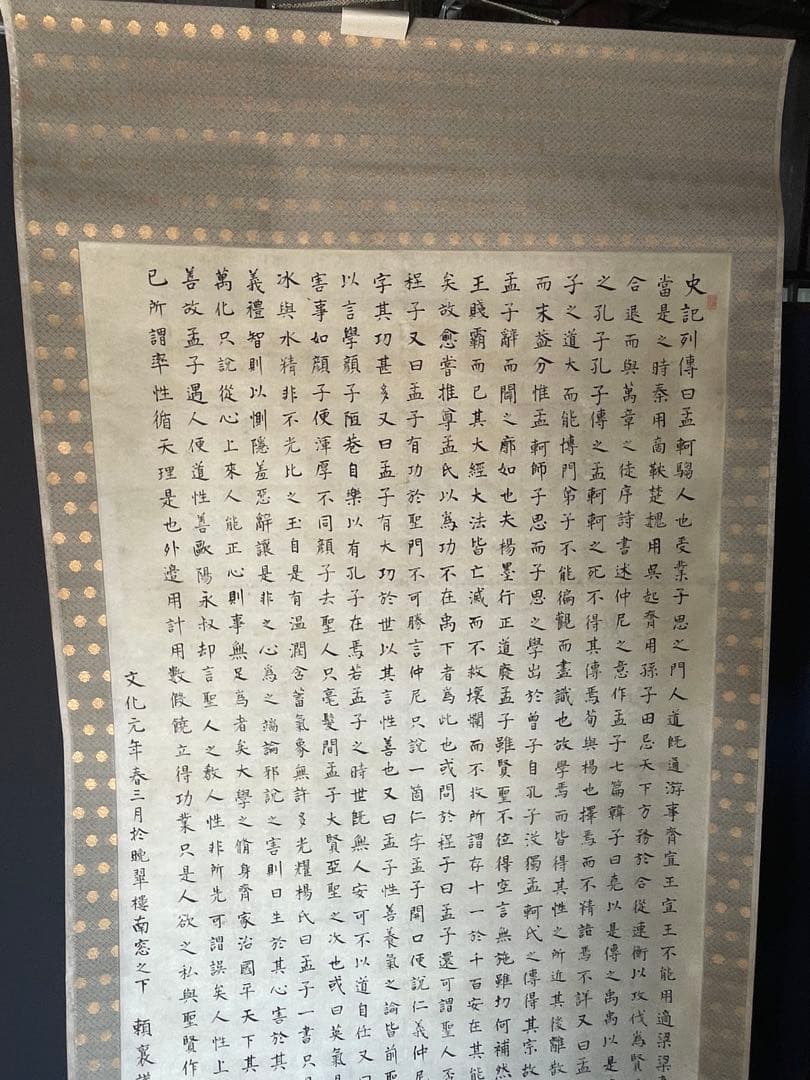 史記列傳曰孟軻騶人也受業子思之門人道既通游事齊宣王宣王不能用適梁梁
當是之時秦用商鞅楚魏用吳起齊用孫子田忌天下方務於合從連衡以攻伐為賢
合退而與萬章之徒序詩書述仲尼之意作孟子七篇韓子曰堯以是傳之禹禹以是
之孔子孔子傳之孟軻軻之死不得其傳焉荀與楊也擇焉而不精語焉不詳又曰孟
子之道大而能博門弟子不能徧觀而盡識也故學焉而皆得其性之所近其後離散
而末益分惟孟軻師子思而子思之學出於曾子自孔子沒獨孟軻氏之傳得其宗故
孟子辭而闢之廓如也夫楊墨行正道廢孟子雖賢聖不位得空言無施雖切何補然
王賤霸而已其大經大法皆亡滅而不救壞爛而不收所謂存十一於千百安在其能
矣故愈嘗推尊孟氏以為功不在禹下者為此也或問於程子曰孟子還可謂聖人否
程子又曰孟子有功於聖門不可勝言仲尼只說一箇仁字孟子開口便說仁義仲尼
字其功甚多又曰孟子有大功於世以其言性善也又曰孟子性善養氣之論皆前聖
以言學顏子陋巷自樂以有孔子在焉若孟子之時世既無人安可不以道自任又曰
害事如顏子便渾厚不同顏子去聖人只毫髮間孟子大賢亞聖之次也或曰英氣見
冰與水精非不光比之玉自是有溫潤含蓄氣象無許多光耀楊氏曰孟子一書只
義禮智則以惻隱羞惡辭讓是非之心為之端論邪說之害則曰生於其心害於其
萬化只說從心上來人能正心則事無足為者矣大學之脩身齊家治國平天下其
善故孟子遇人便道性善歐陽永叔却言聖人之教人性非所先可謂誤矣人性上
已所謂率性循天理是也外邊用計用數假饒立得功業只是人欲之私與聖賢作
文化元年春三月於晩翠樓南窓之下 賴襄謹